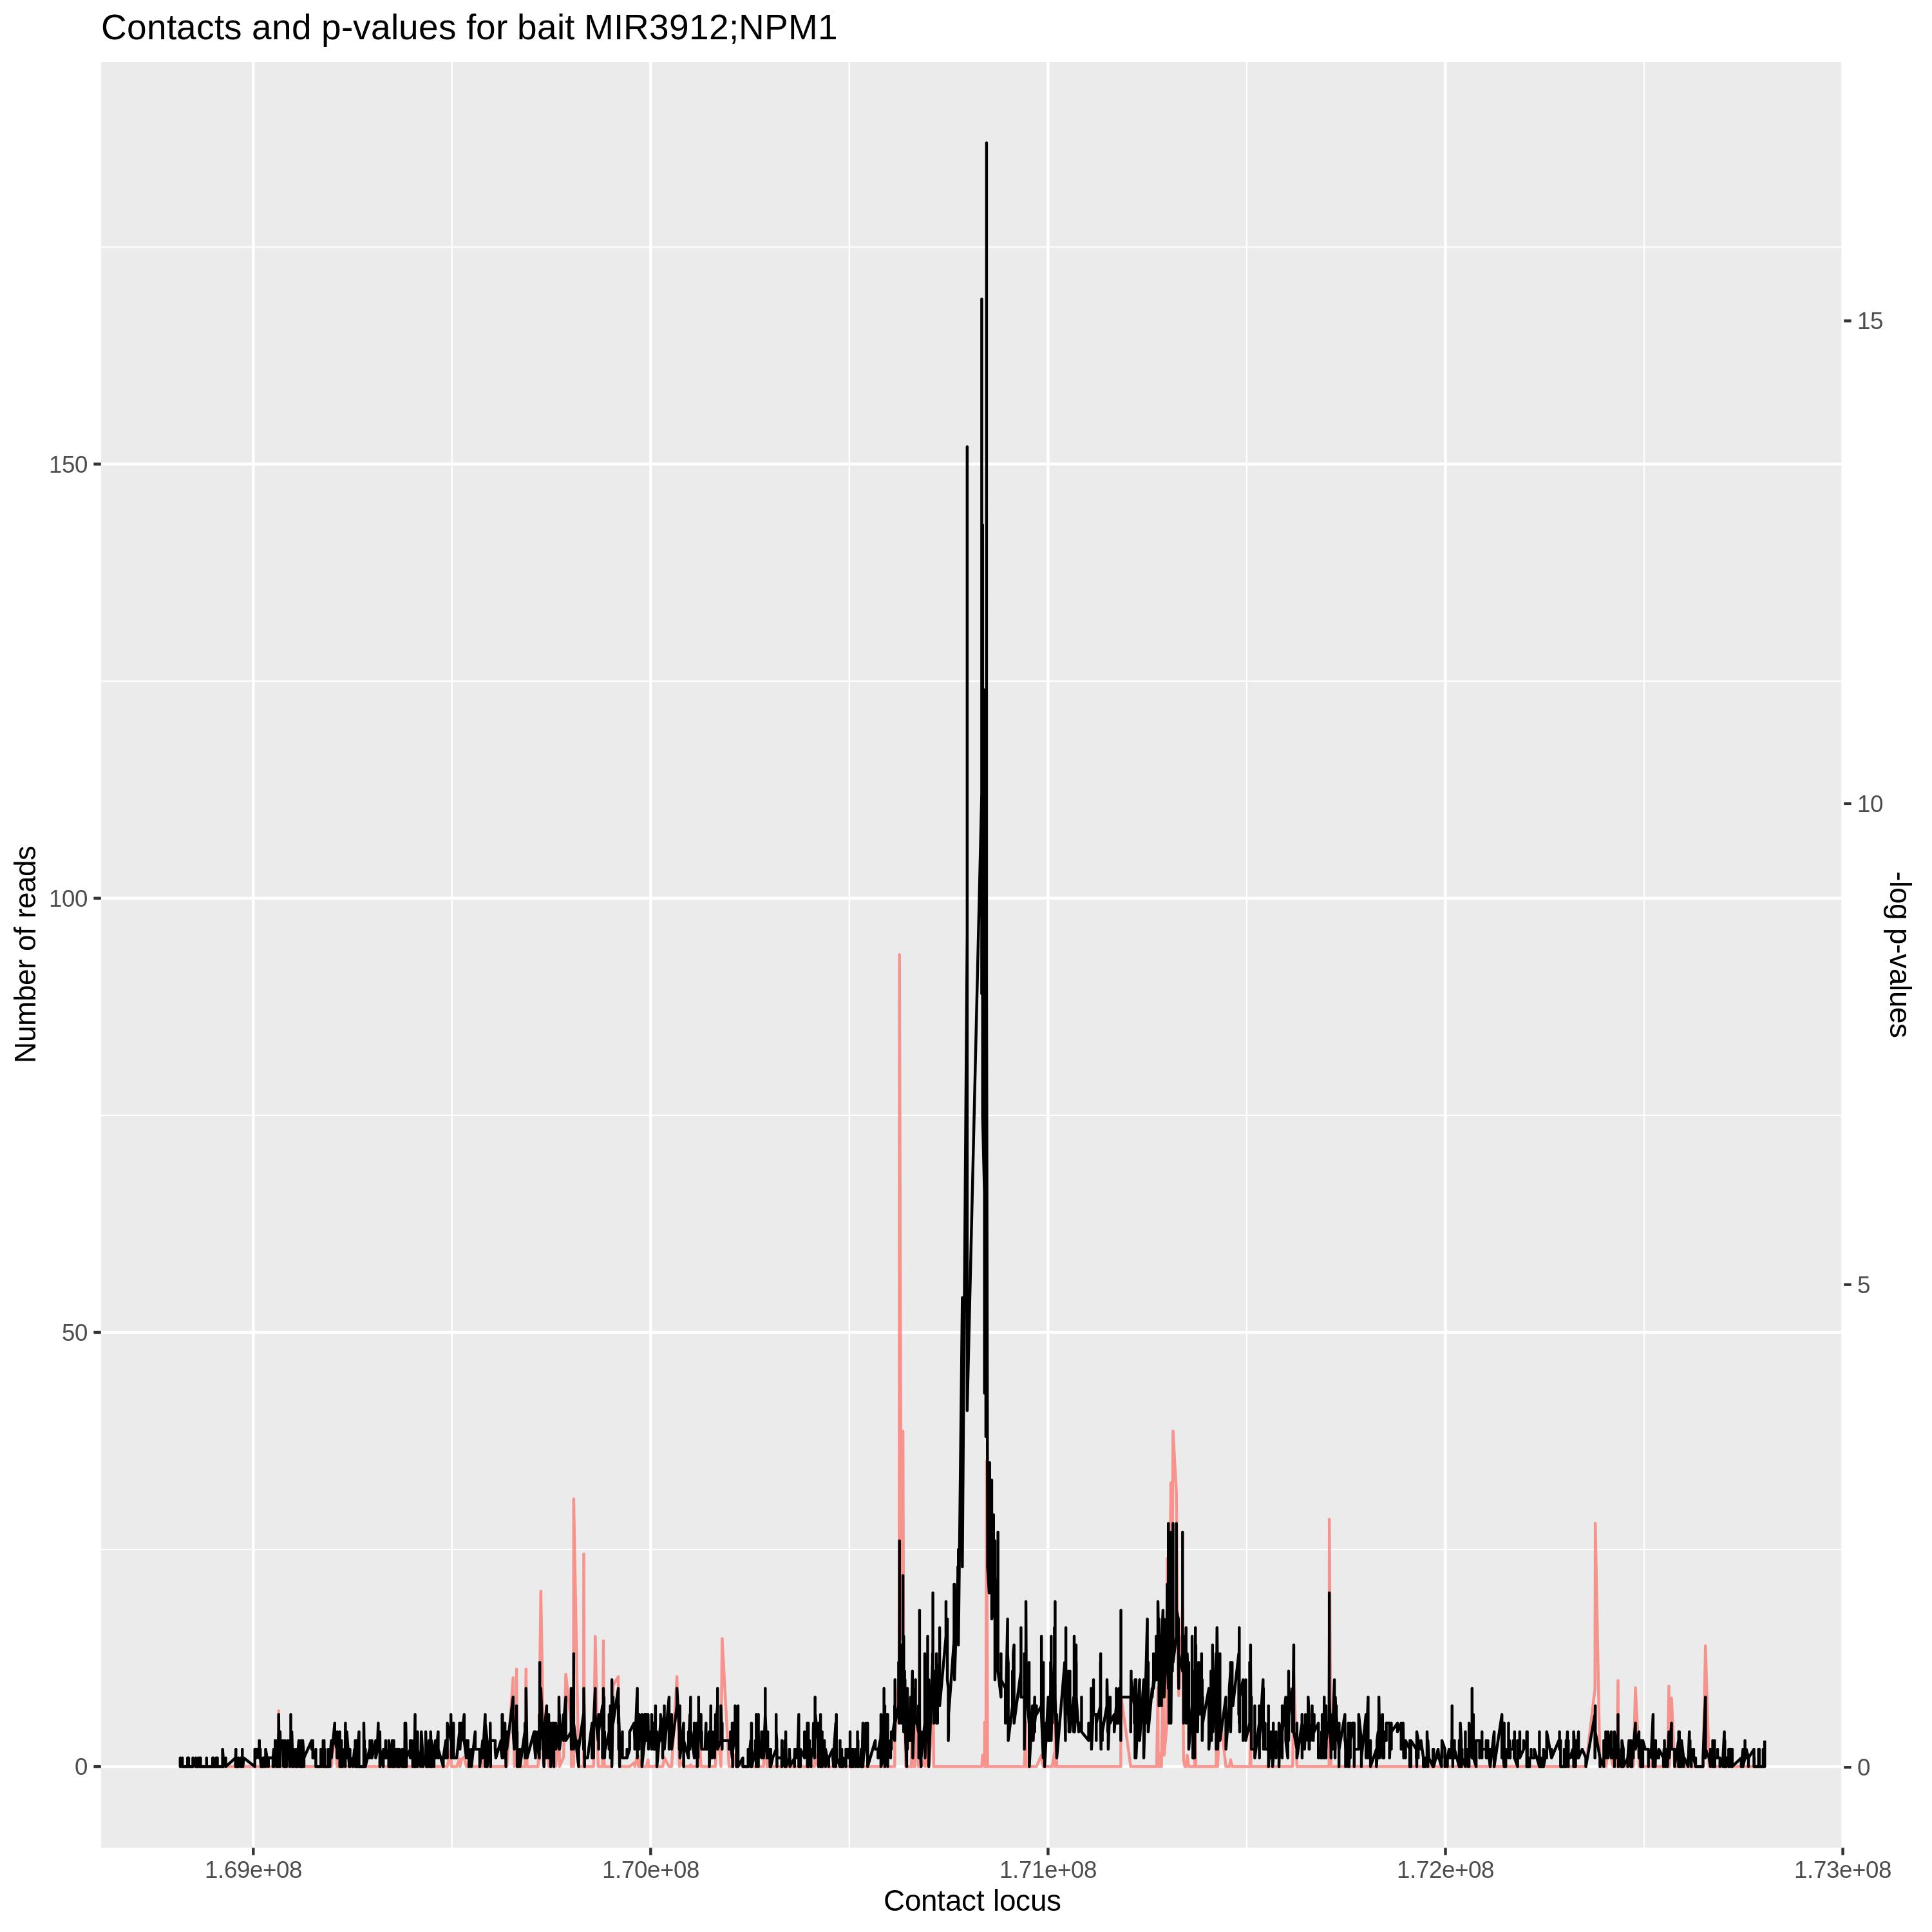 Contacts and p-values for bait MIR3912;NPM1
150
100
50
0
Number of reads
15
10
5
0
-log p-values
1.69e+08
1.70e+08
1.71e+08
1.72e+08
1.73e+08
Contact locus